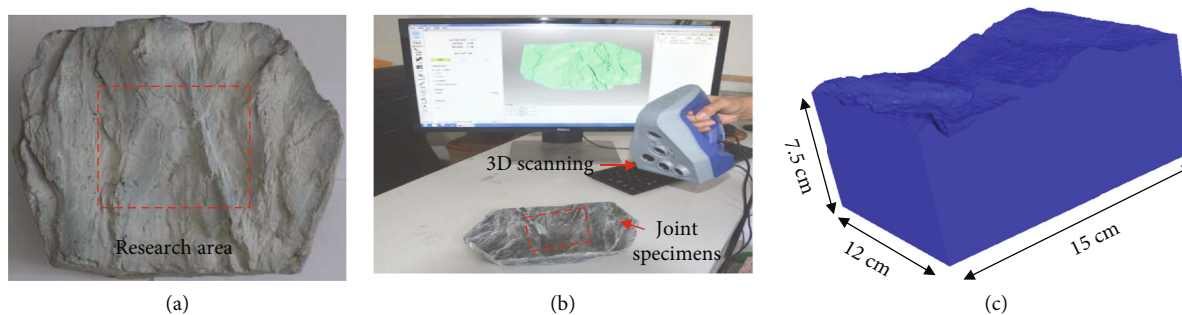 Research area
(a)
3D scanning
Joint
specimens
(b)
7.5 cm
12 cm
15 cm
(c)